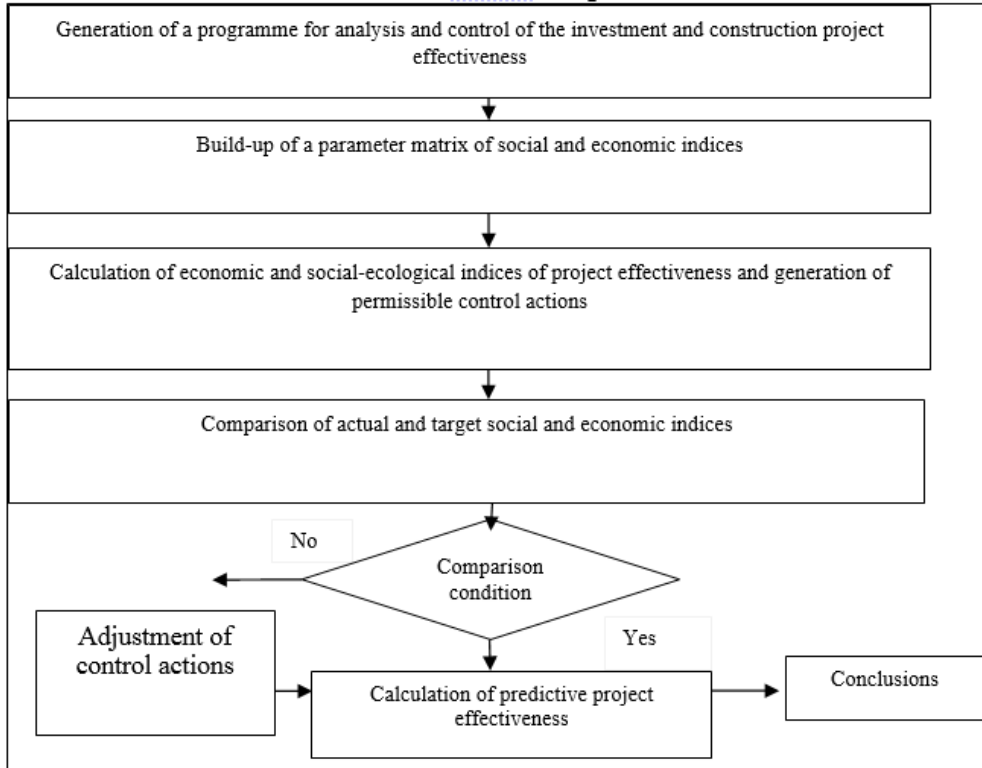 Generation of a programme for analysis and control of the investment and construction project
effectiveness
Build-up of a parameter matrix of social and economic indices
Calculation of economic and social-ecological indices of project effectiveness and generation of
permissible control actions
Comparison of actual and target social and economic indices
No
Comparison
condition
Adjustment of
control actions
Yes
Calculation of predictive project
effectiveness
Conclusions